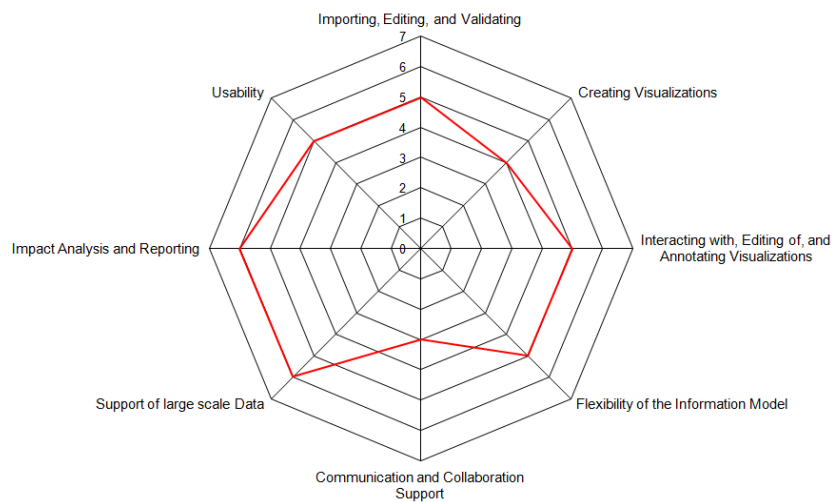 Importing, Editing, and Validating
7
6
Usability
Creating Visualizations
5
4
3
2
1
Impact Analysis and Reporting
0
Interacting with, Editing of, and
Annotating Visualizations
Support of large scale Data
Flexibility of the Information Model
Communication and Collaboration
Support